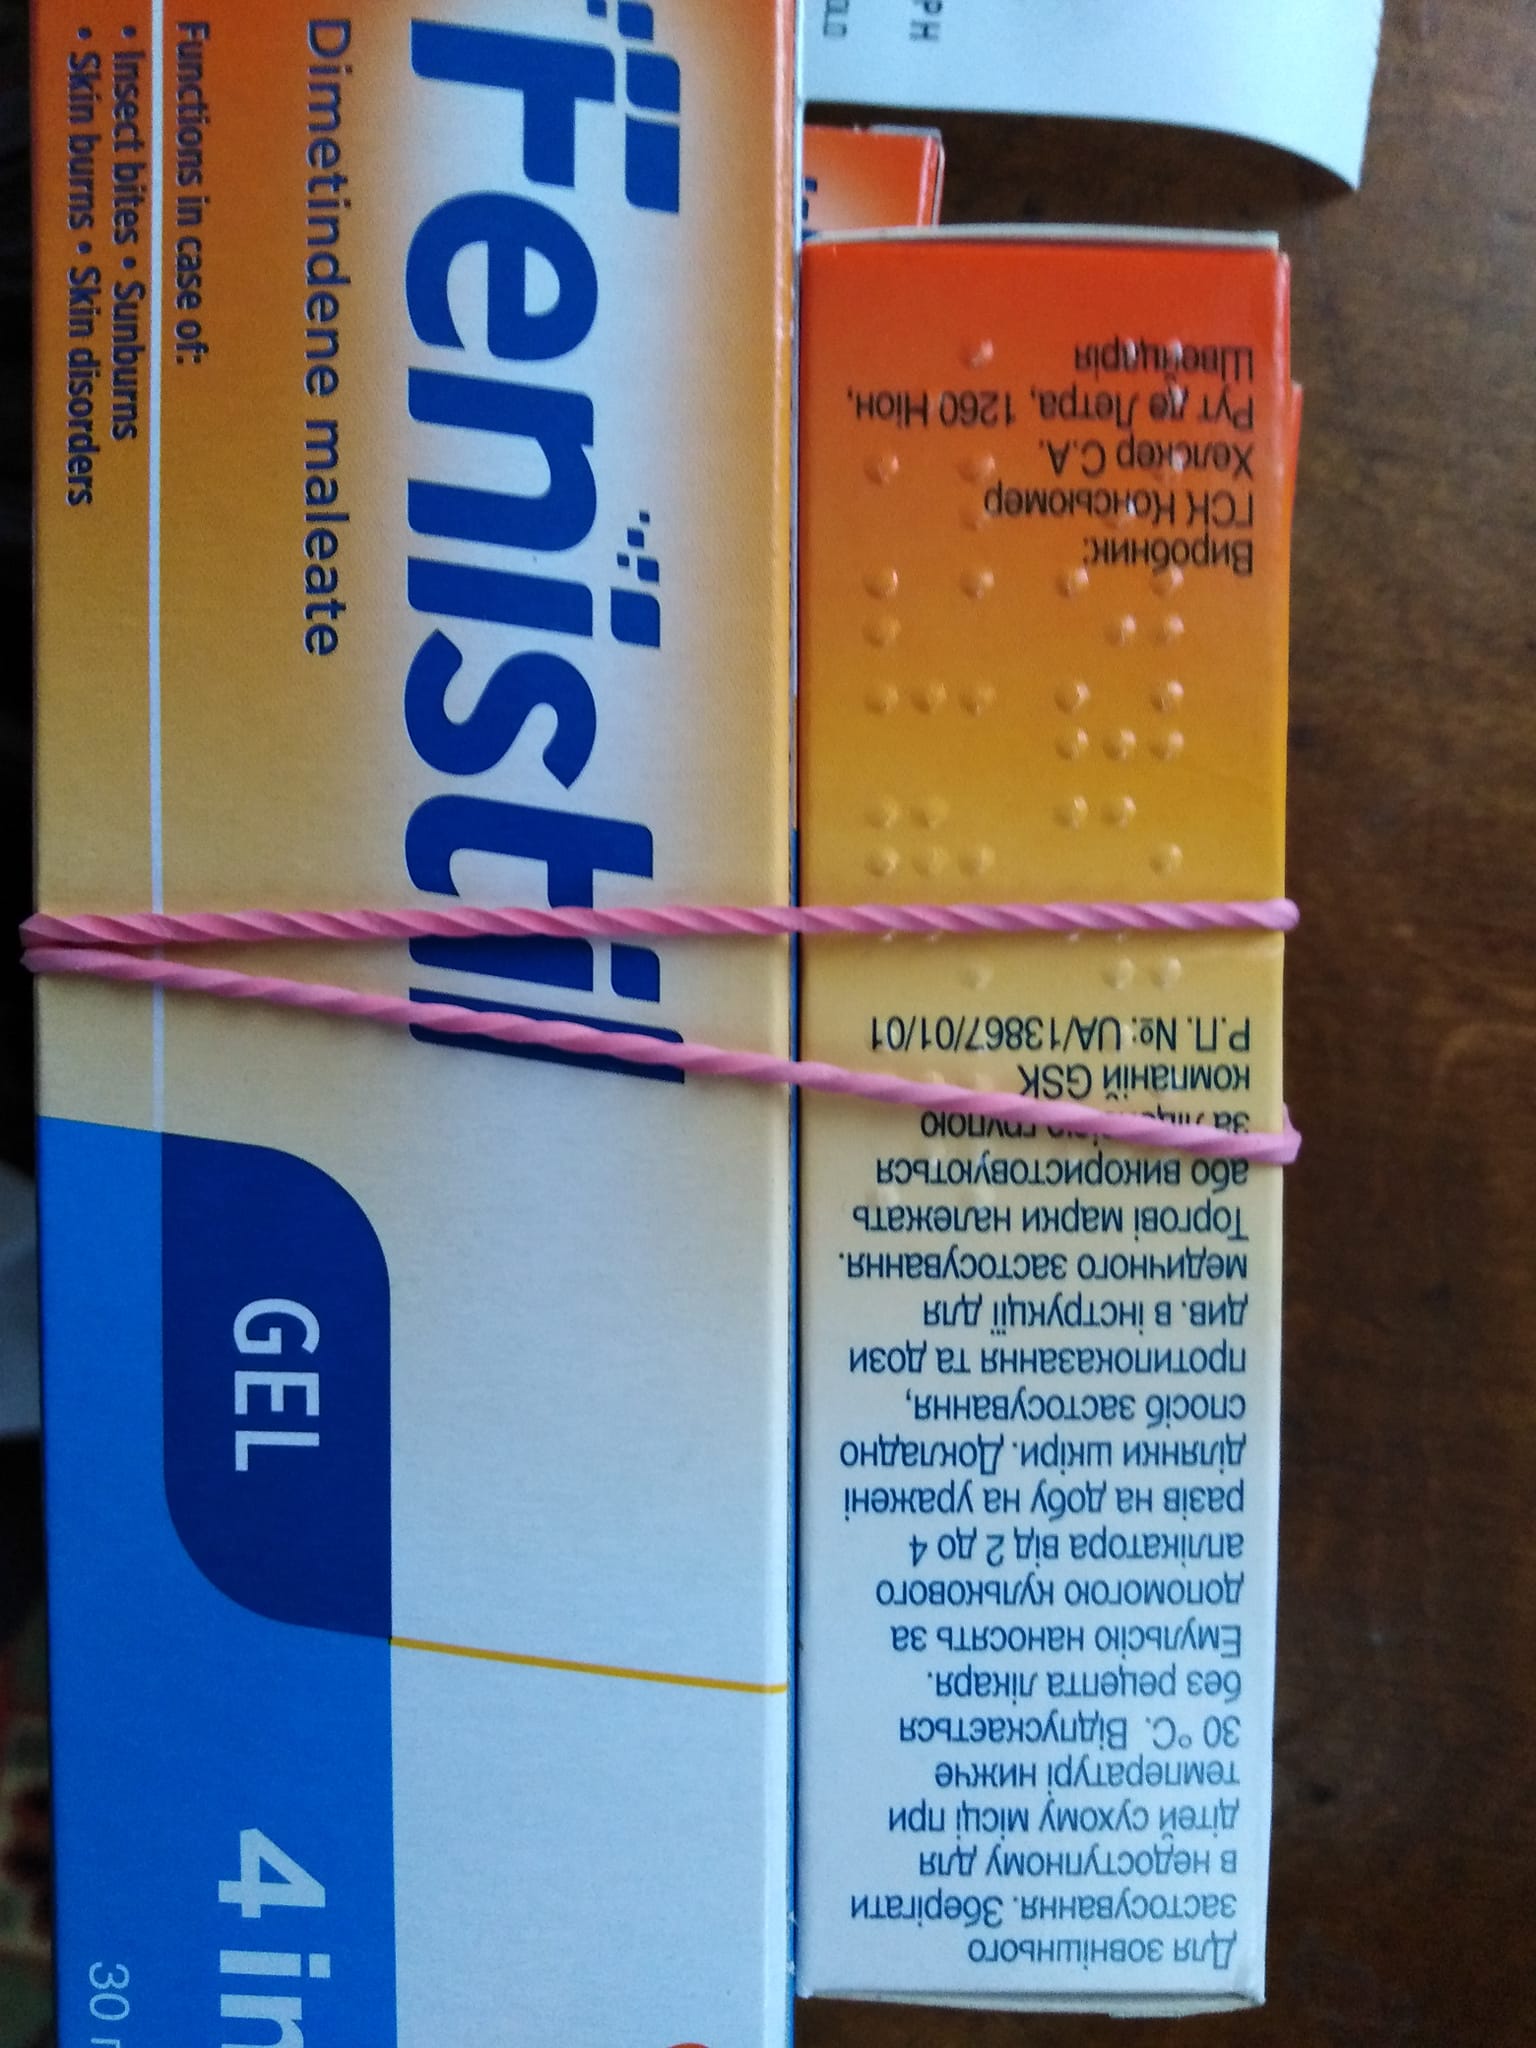 Fenistil
Dimetindene maleate
Functions in case of:
• Insect bites • Sunburns
• Skin burns • Skin disorders
GEL
4 in
30
Для зовнішнього
застосування. Зберігати
в недоступному для
дітей сухому місці при
температурі нижче
30 °C. Відпускається
без рецепта лікаря.
Емульсію наносять за
допомогою кулькового
аплікатора від 2 до 4
разів на добу на уражені
ділянки шкіри. Докладно
спосіб застосування,
протипоказання та дози
див. в інструкції для
медичного застосування.
Торгові марки належать
або використовуються
за групою
компаній GSK
Р.П. №: UA/13867/01/01
Виробник:
ГСК Консьюмер
Хелскер С.А.
Рут де Летра, 1260 Ніон,
Швейцарія